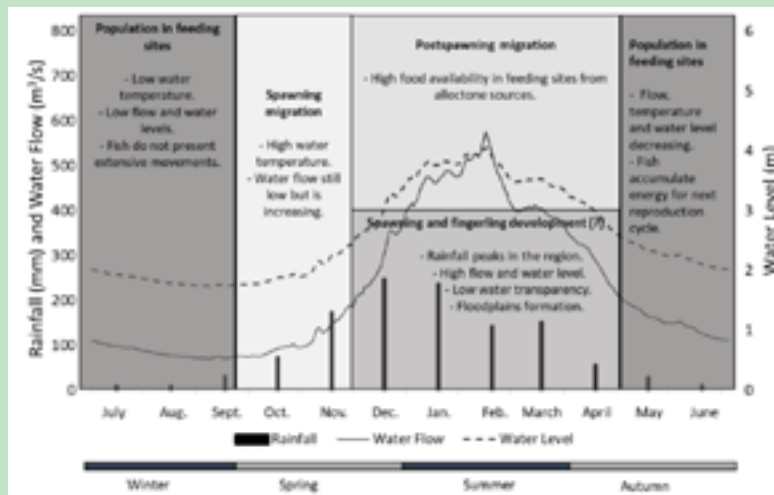 800
700
600
500
400
300
200
100
0
Rainfall (mm) and Water Flow (m³/s)
Population in feeding
sites
- Low water
temperature.
- Low flow and water
levels.
- Fish do not present
extensive movements.
Spawning
migration
- High water
temperature.
- Water flow still
low but is
increasing.
Postspawning migration
- High food availability in feeding sites from
alloctone sources.
Spawning and fingerling development (?)
- Rainfall peaks in the region.
- High flow and water level.
- Low water transparency.
- Floodplains formation.
Population in
feeding sites
- Flow,
temperature
and water level
decreasing.
- Fish
accumulate
energy for next
reproduction
cycle.
6
5
4
3
2
1
0
Water Level (m)
July Aug. Sept. Oct. Nov. Dec. Jan. Feb. March April May June
Rainfall Water Flow Water Level
Winter Spring Summer Autumn